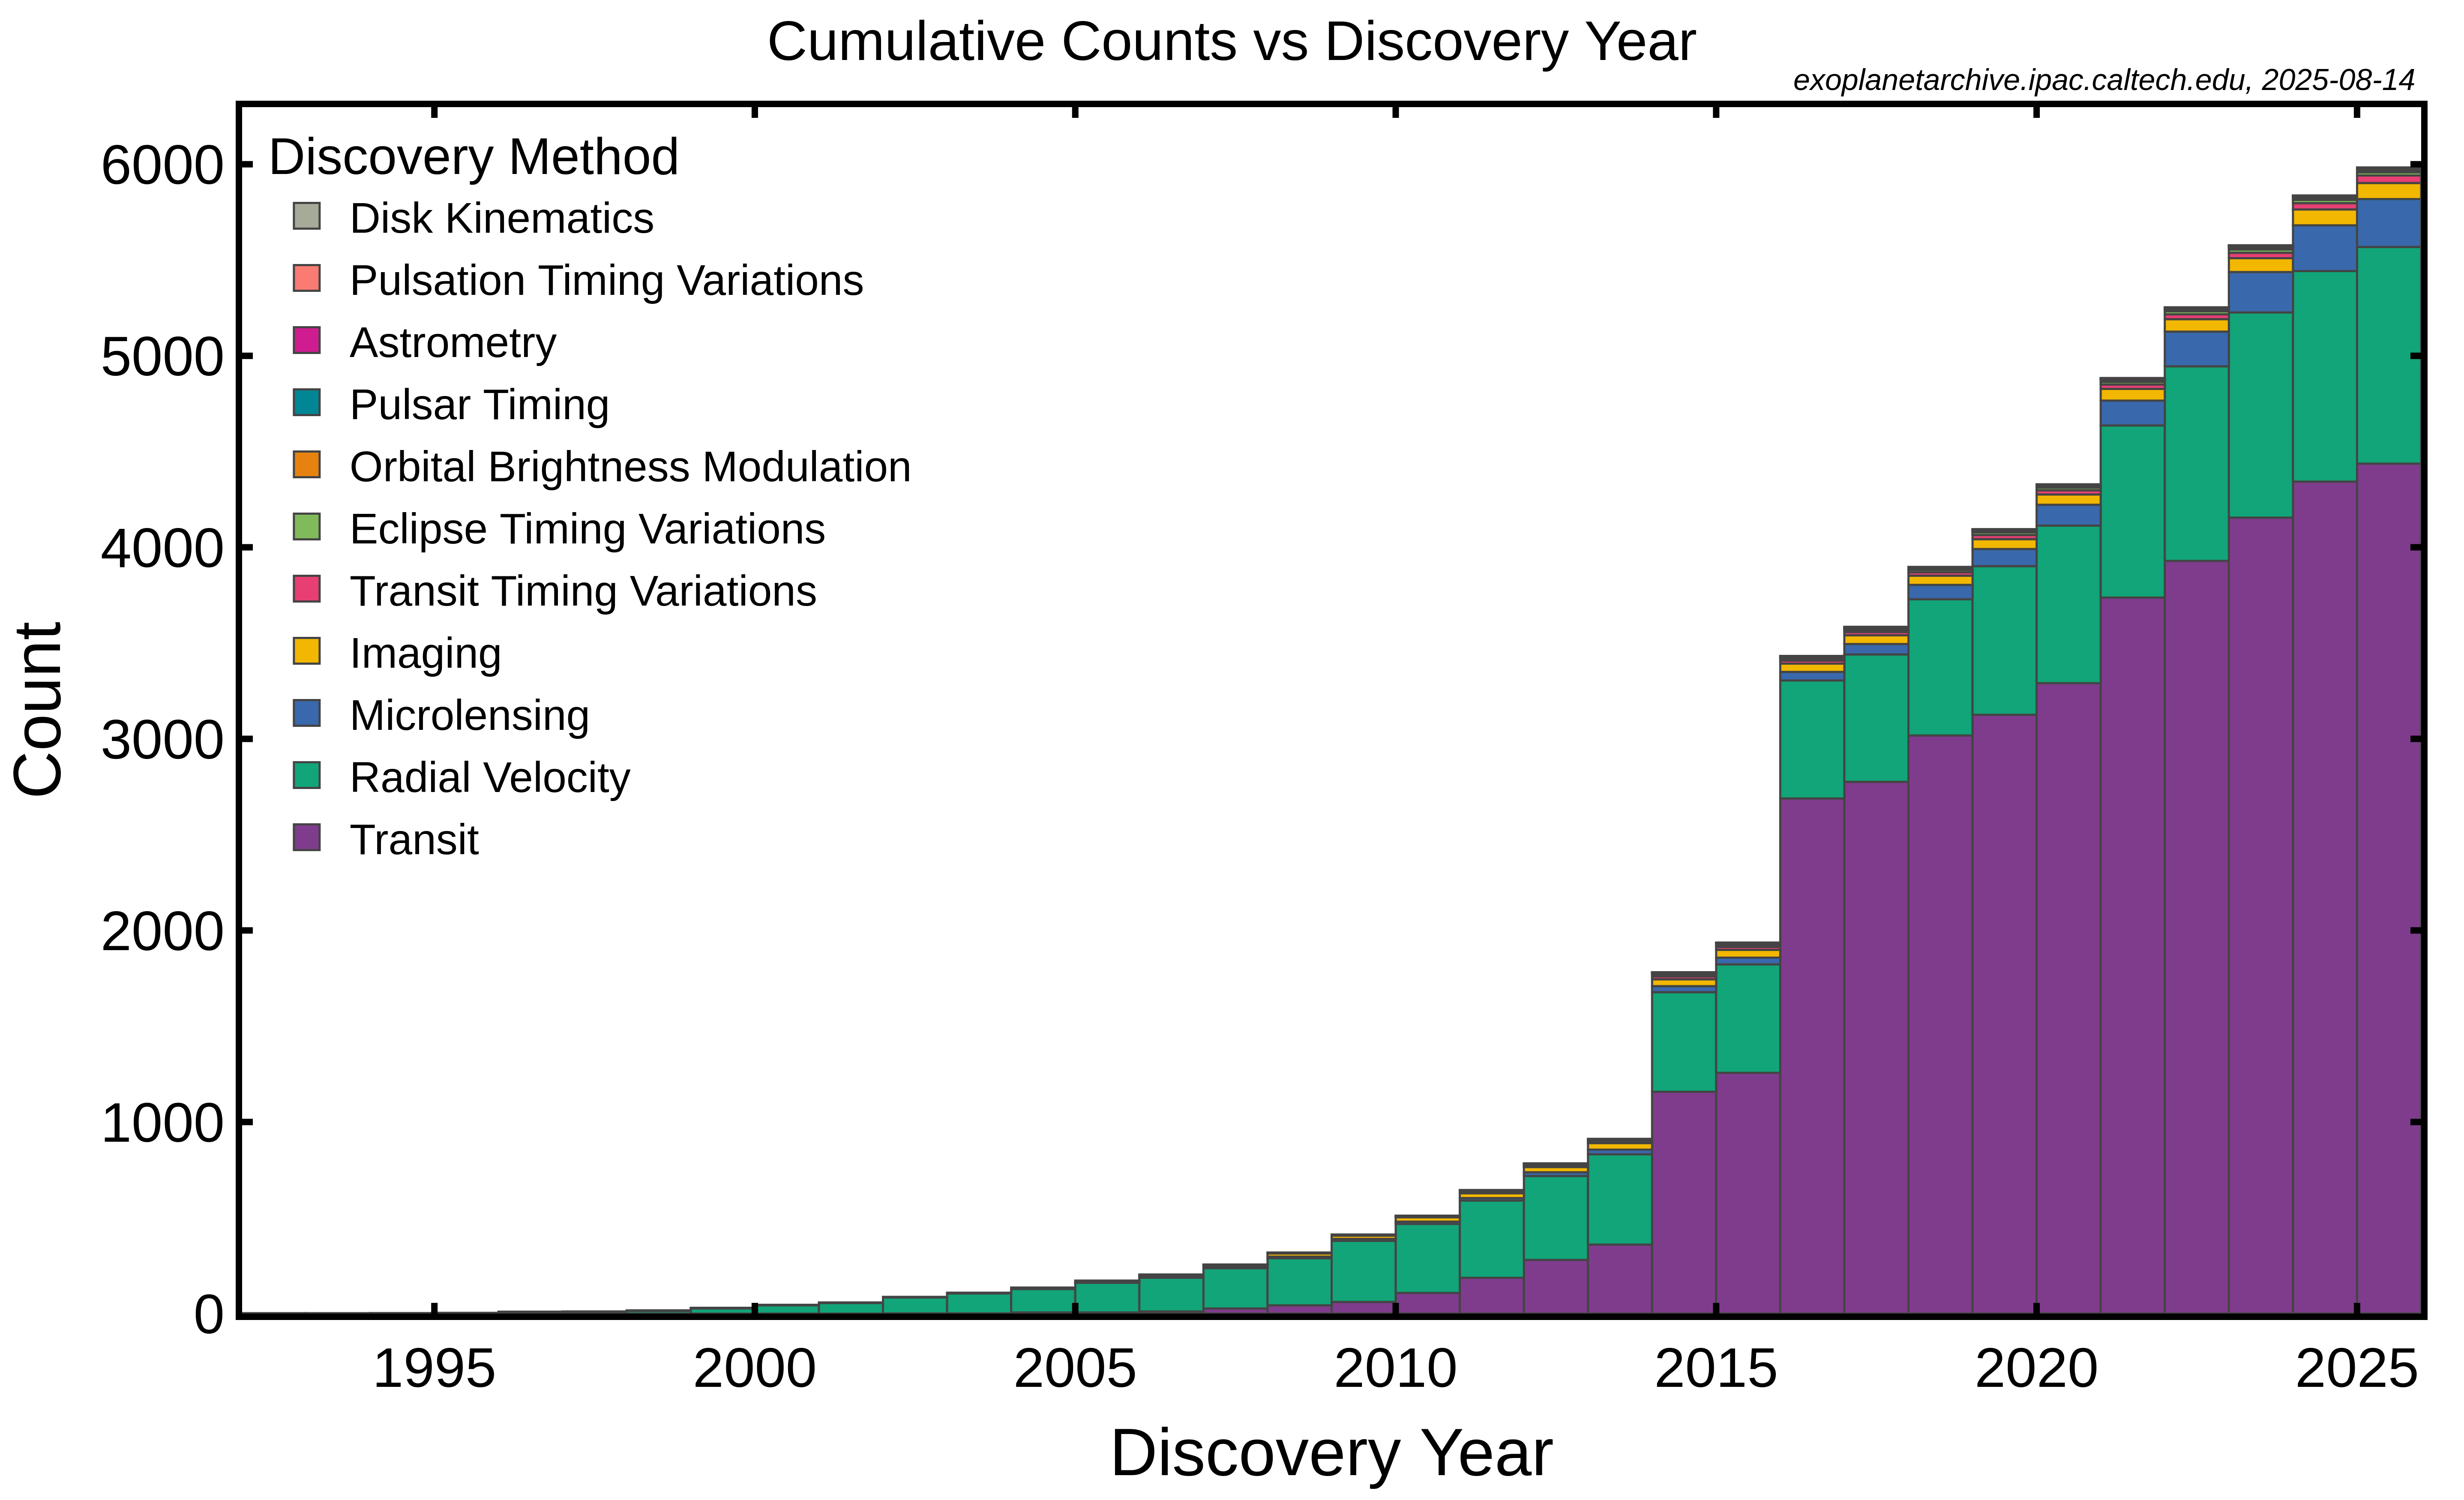 Cumulative Counts vs Discovery Year
exoplanetarchive.ipac.caltech.edu, 2025-08-14
Discovery Method
Disk Kinematics
Pulsation Timing Variations
Astrometry
Pulsar Timing
Orbital Brightness Modulation
Eclipse Timing Variations
Transit Timing Variations
Imaging
Microlensing
Radial Velocity
Transit
Count
6000
5000
4000
3000
2000
1000
0
1995 2000 2005 2010 2015 2020 2025
Discovery Year